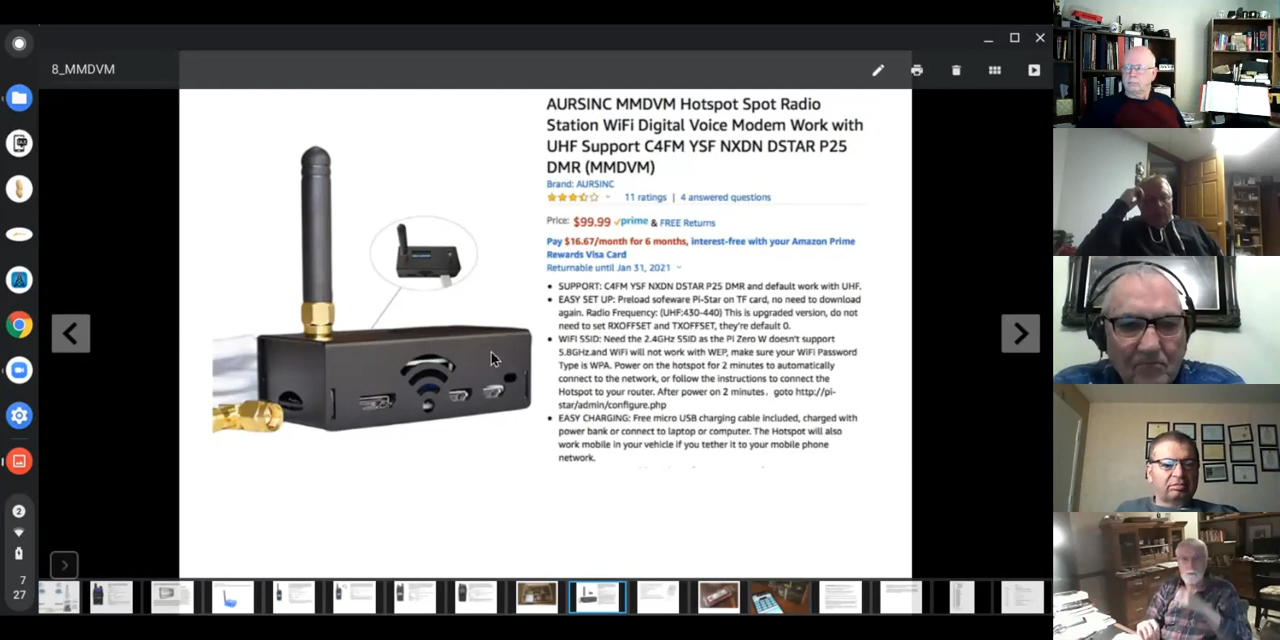 8_MMDVM
AURSINC MMDVM Hotspot Spot Radio
Station WiFi Digital Voice Modem Work with
UHF Support C4FM YSF NXDN DSTAR P25
DMR (MMDVM)
Brand: AURSINC
11 ratings | 4 answered questions
Price: $99.99 prime & FREE Returns
Pay $16.67/month for 6 months, interest-free with your Amazon Prime
Rewards Visa Card
Returnable until Jan 31, 2021
• SUPPORT: C4FM YSF NXDN DSTAR P25 DMR and default work with UHF.
• EASY SET UP: Preload sofeware Pi-Star on TF card, no need to download
again. Radio Frequency: (UHF:430-440) This is upgraded version, do not
need to set RXOFFSET and TXOFFSET, they're default 0.
• WIFI SSID: Need the 2.4GHz SSID as the Pi Zero W doesn't support
5.8GHz.and WiFi will not work with WEP, make sure your WiFi Password
Type is WPA. Power on the hotspot for 2 minutes to automatically
connect to the network, or follow the instructions to connect the
Hotspot to your router. After power on 2 minutes, goto http://pi-
star/admin/configure.php
• EASY CHARGING: Free micro USB charging cable included, charged with
power bank or connect to laptop or computer. The Hotspot will also
work mobile in your vehicle if you tether it to your mobile phone
network.
2
7
27